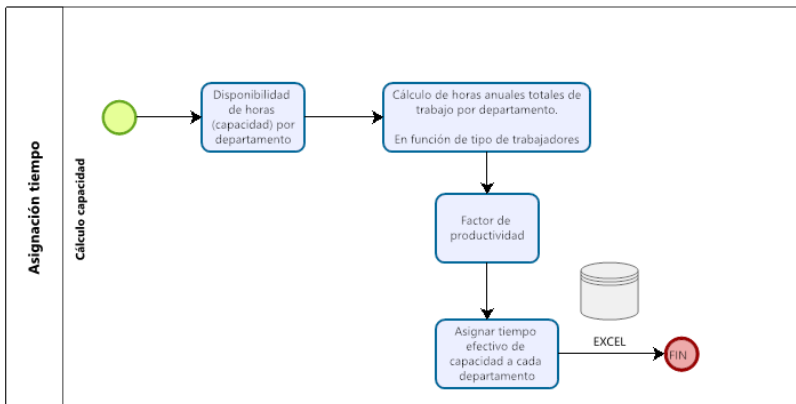 Asignación tiempo
Cálculo capacidad
Disponibilidad
de horas
(capacidad) por
departamento
Cálculo de horas anuales totales de
trabajo por departamento.
En función de tipo de trabajadores
Factor de
productividad
Asignar tiempo
efectivo de
capacidad a cada
departamento
EXCEL
FIN